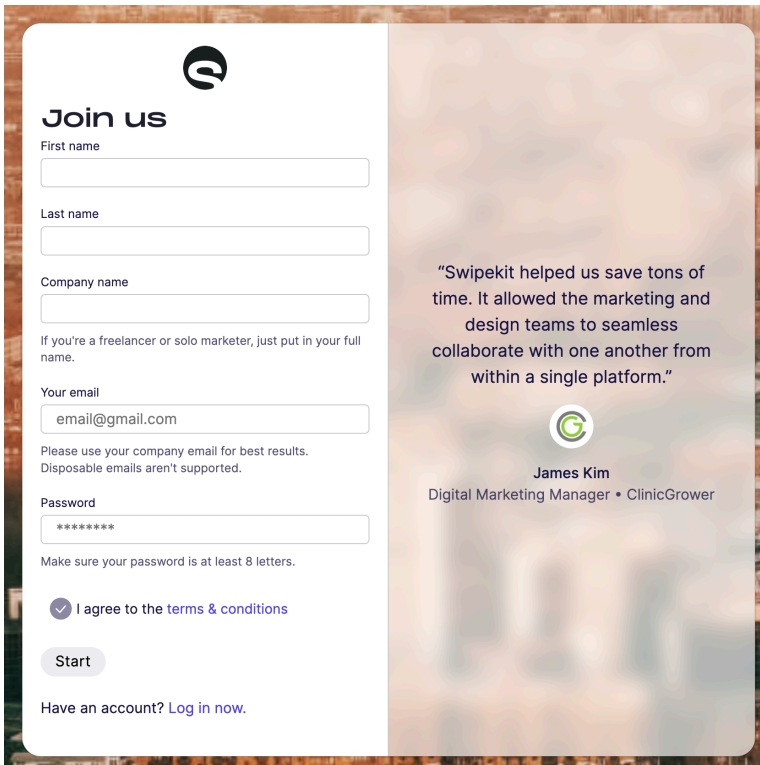 Join us
First name
Last name
Company name
If you're a freelancer or solo marketer, just put in your full
name.
Your email
email@gmail.com
Please use your company email for best results.
Disposable emails aren't supported.
Password
********
Make sure your password is at least 8 letters.
I agree to the terms & conditions
Start
Have an account? Log in now.
“Swipekit helped us save tons of
time. It allowed the marketing and
design teams to seamless
collaborate with one another from
within a single platform.”
James Kim
Digital Marketing Manager • ClinicGrower